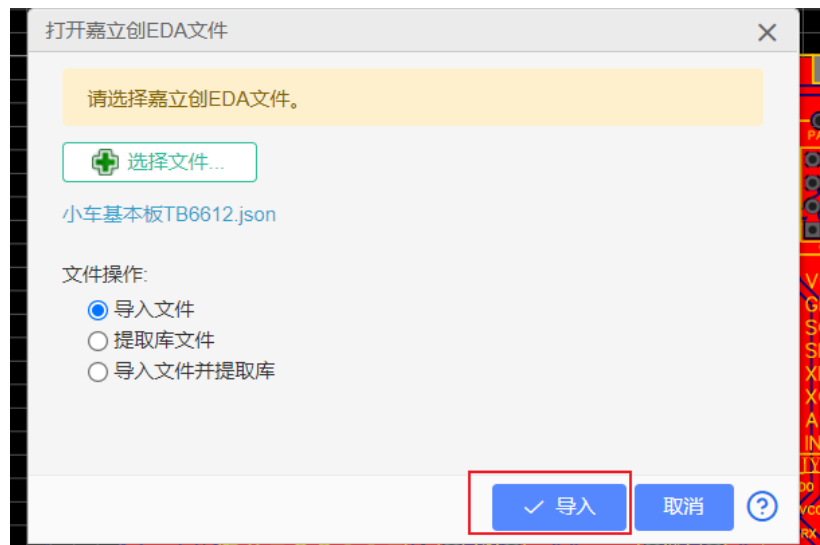 打开嘉立创EDA文件
请选择嘉立创EDA文件。
选择文件...
小车基本板TB6612.json
文件操作:
导入文件
提取库文件
导入文件并提取库
导入
取消
?